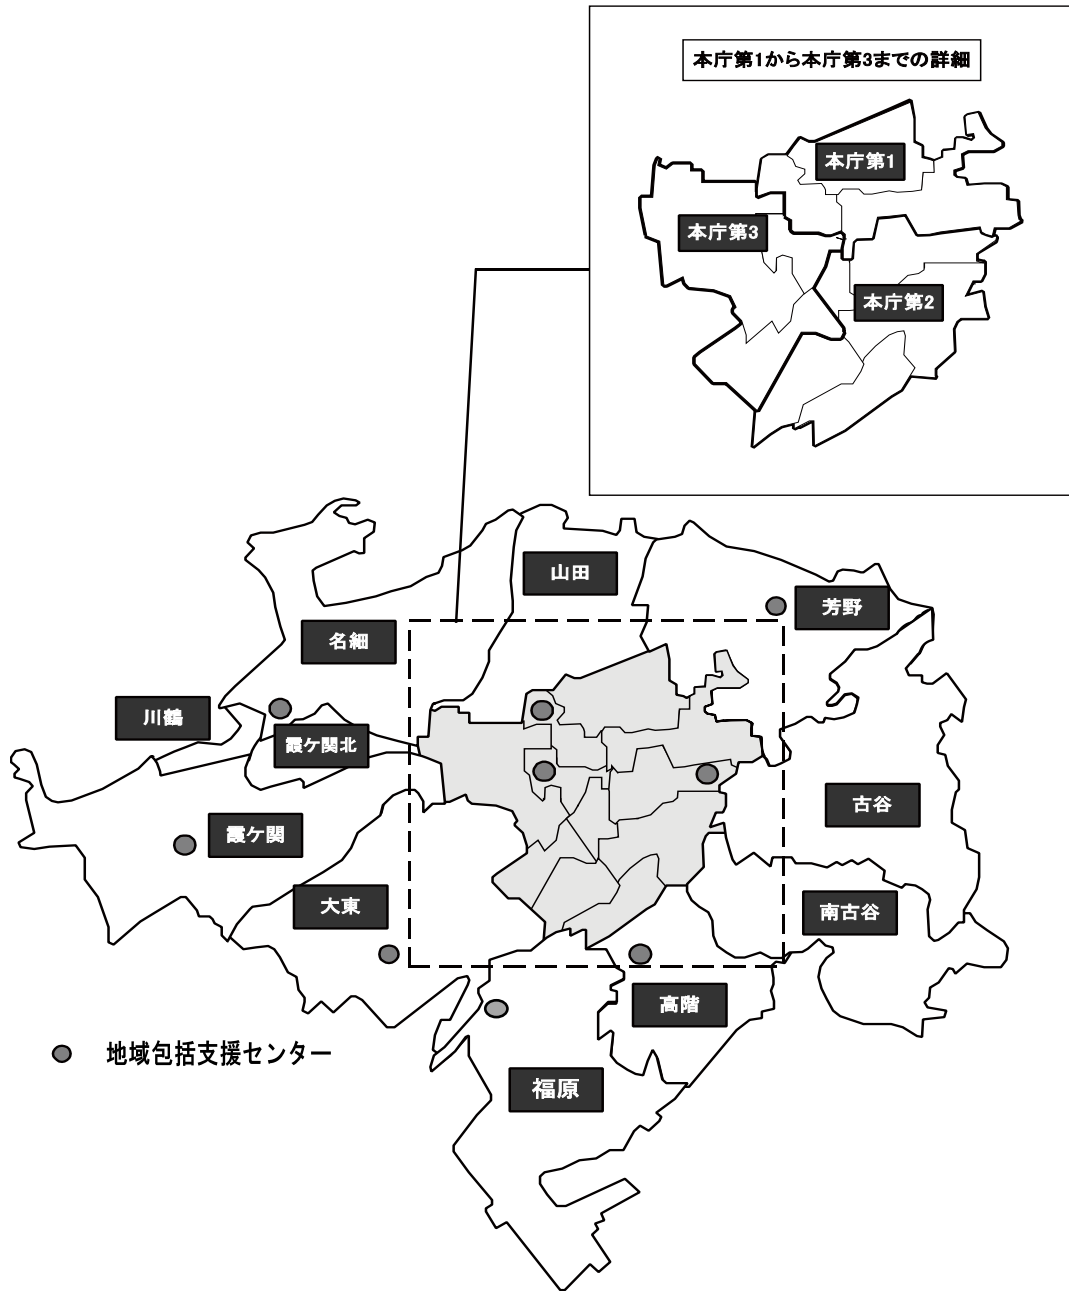 本庁第1から本庁第3までの詳細
本庁第1
本庁第3
本庁第2
山田
芳野
名細
川鶴
霞ケ関北
古谷
霞ケ関
大東
南古谷
高階
地域包括支援センター
福原